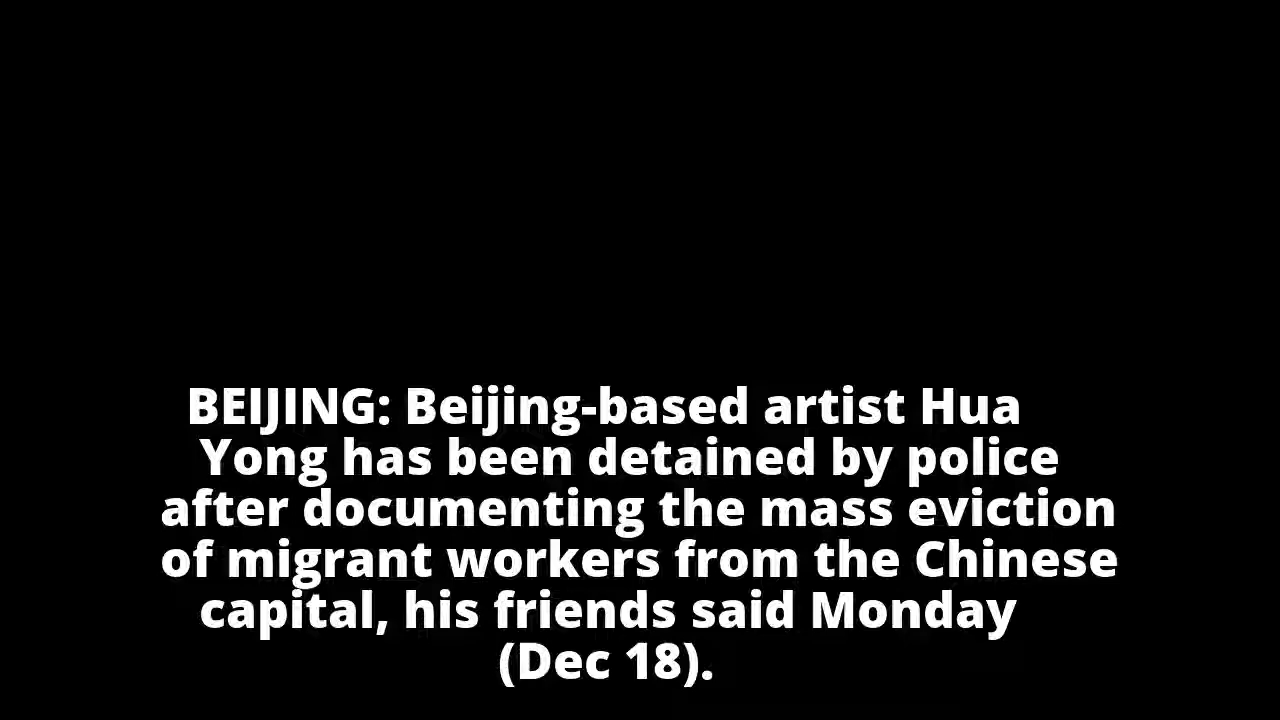 BEIJING: Beijing-based artist Hua
Yong has been detained by police
after documenting the mass eviction
of migrant workers from the Chinese
capital, his friends said Monday
(Dec 18).